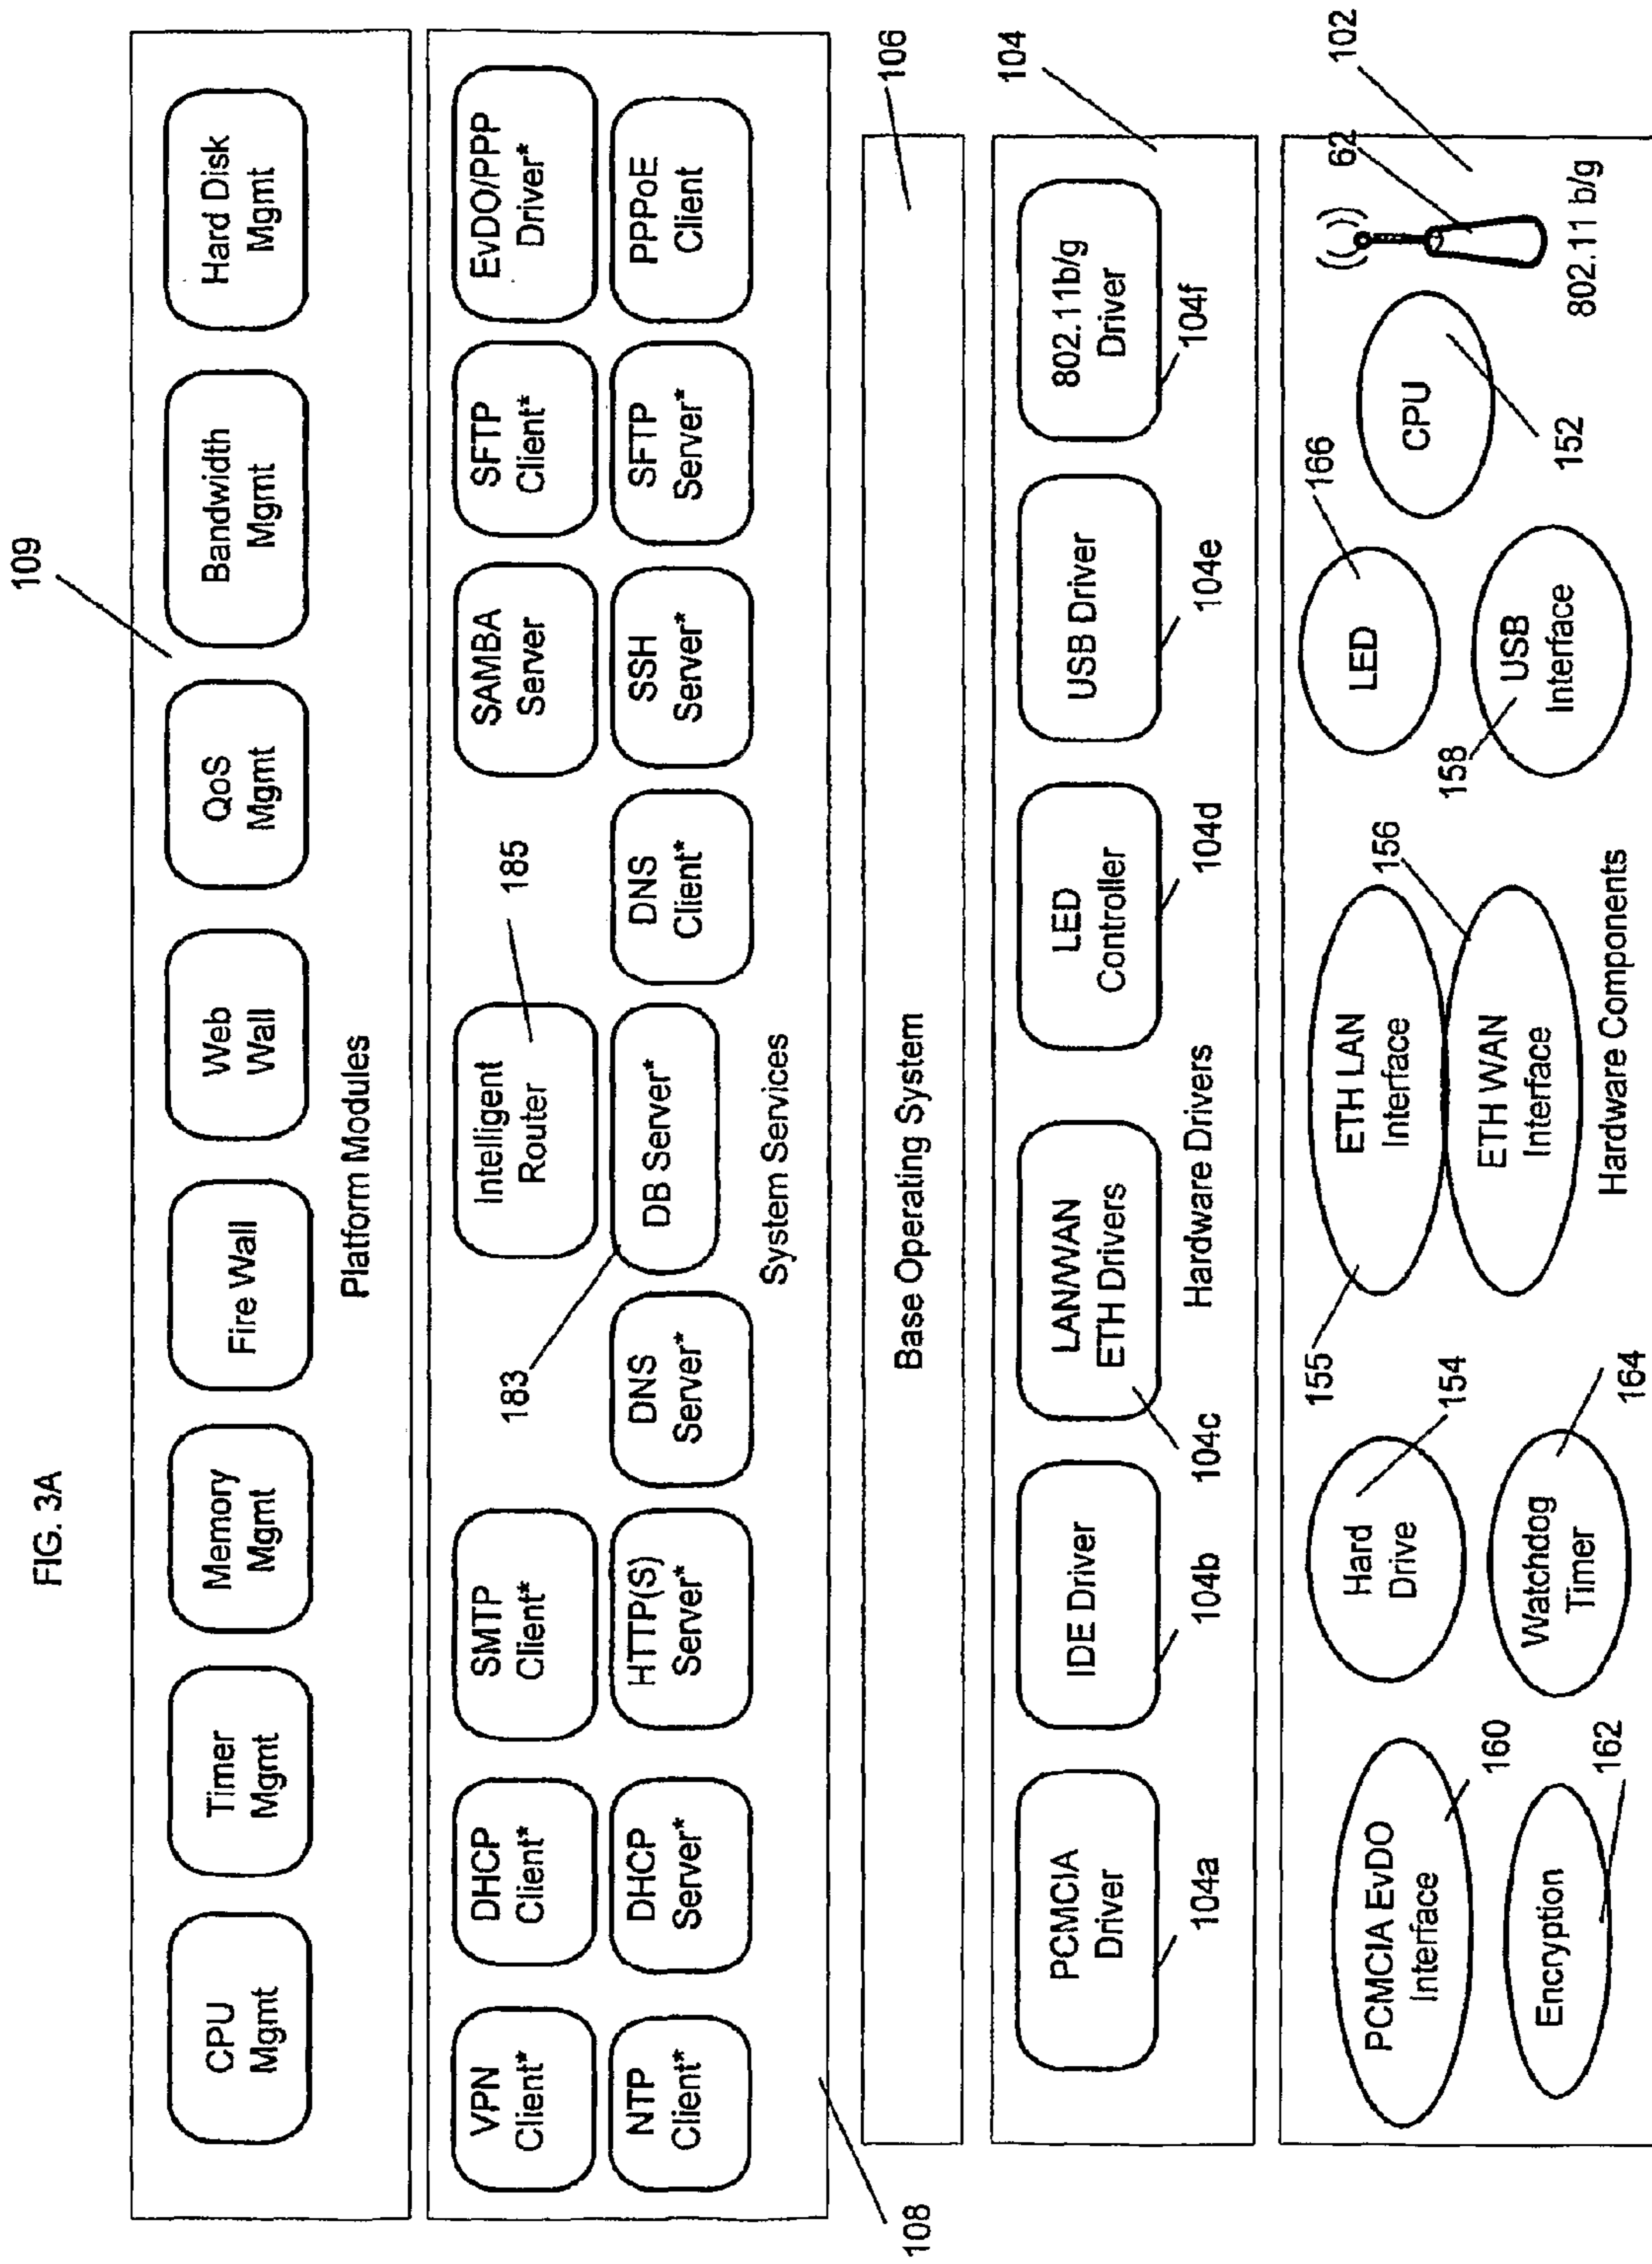 FIG. 3A
109
CPU
Mgmt
Timer
Mgmt
Memory
Mgmt
Fire Wall
Web
Wall
QoS
Mgmt
Bandwidth
Mgmt
Hard Disk
Mgmt
Platform Modules
VPN
Client*
DHCP
Client*
SMTP
Client*
183
Intelligent
Router
185
SAMBA
Server
SFTP
Client*
EvDO/PPP
Driver*
NTP
Client*
DHCP
Server*
HTTP(S)
Server*
DNS
Server*
DB Server*
DNS
Client*
SSH
Server*
SFTP
Server*
PPPoE
Client
System Services
108
Base Operating System
106
104
PCMCIA
Driver
IDE Driver
LAN/WAN
ETH Drivers
LED
Controller
USB Driver
802.11b/g
Driver
104a
104b
104c
104d
104e
104f
Hardware Drivers
102
62
155
166
PCMCIA EvDO
Interface
Hard
Drive
154
ETH LAN
Interface
156
LED
CPU
160
158
152
Encryption
162
Watchdog
Timer
164
ETH WAN
Interface
USB
Interface
802.11 b/g
Hardware Components